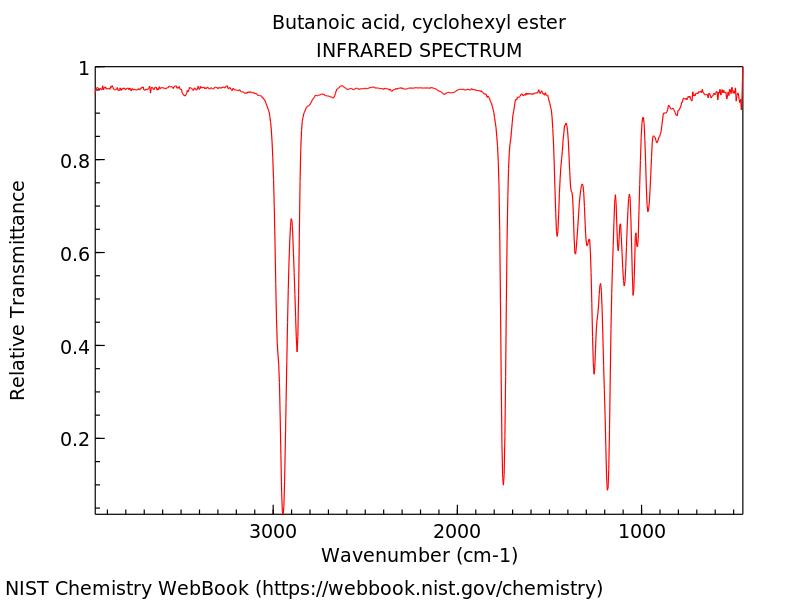 Butanoic acid, cyclohexyl ester
INFRARED SPECTRUM
1
0.8
0.6
0.4
0.2
Relative Transmittance
3000 2000 1000
Wavenumber (cm-1)
NIST Chemistry WebBook (https://webbook.nist.gov/chemistry)